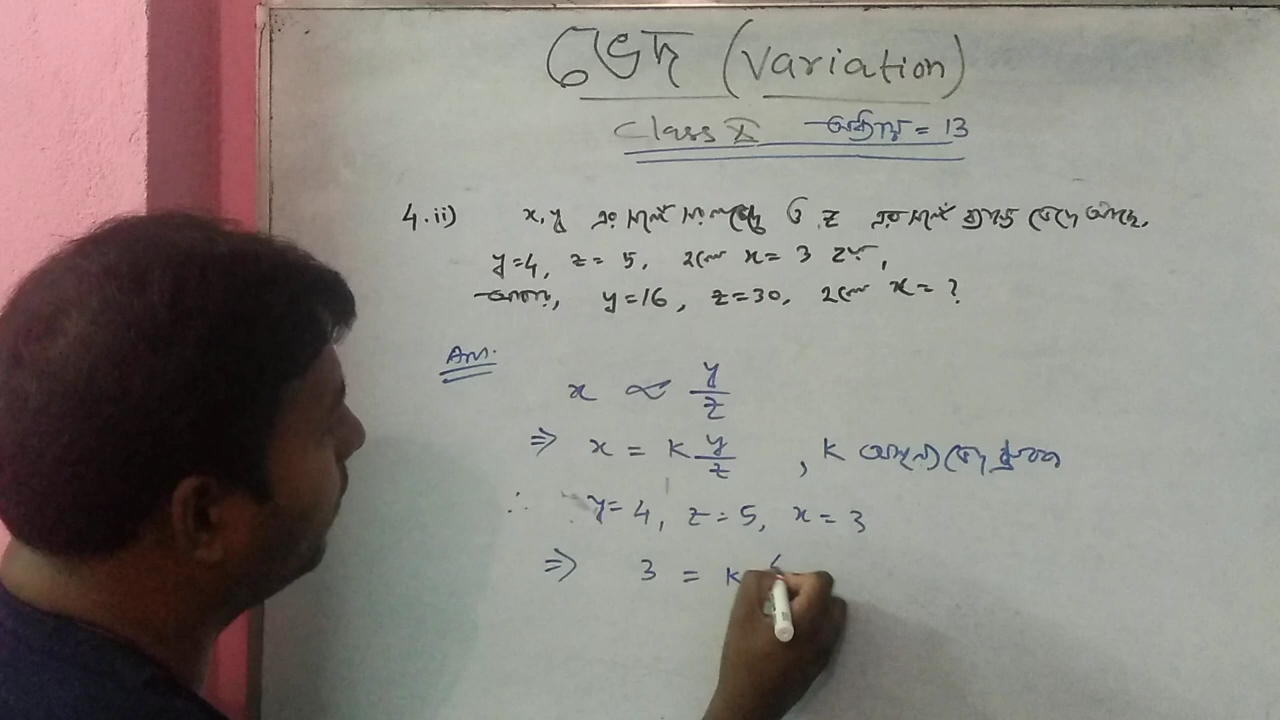 ভেদ (Variation)
Class X অধ্যায় = 13
4.ii) x, y এর সঙ্গে সরলভেদে ও z এর সঙ্গে ব্যস্ত ভেদে আছে,
y=4, z=5, হলে x=3 হয়,
আবার, y=16, z=30, হলে x=?
Ans.
x ∝ y/z
⇒ x = K y/z , K অশূন্য ভেদ ধ্রুবক
∴ y=4, z=5, x=3
⇒ 3 = K